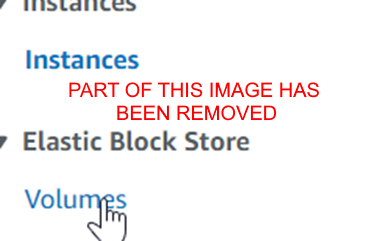 Instances
Instances
PART OF THIS IMAGE HAS
BEEN REMOVED
Elastic Block Store
Volumes